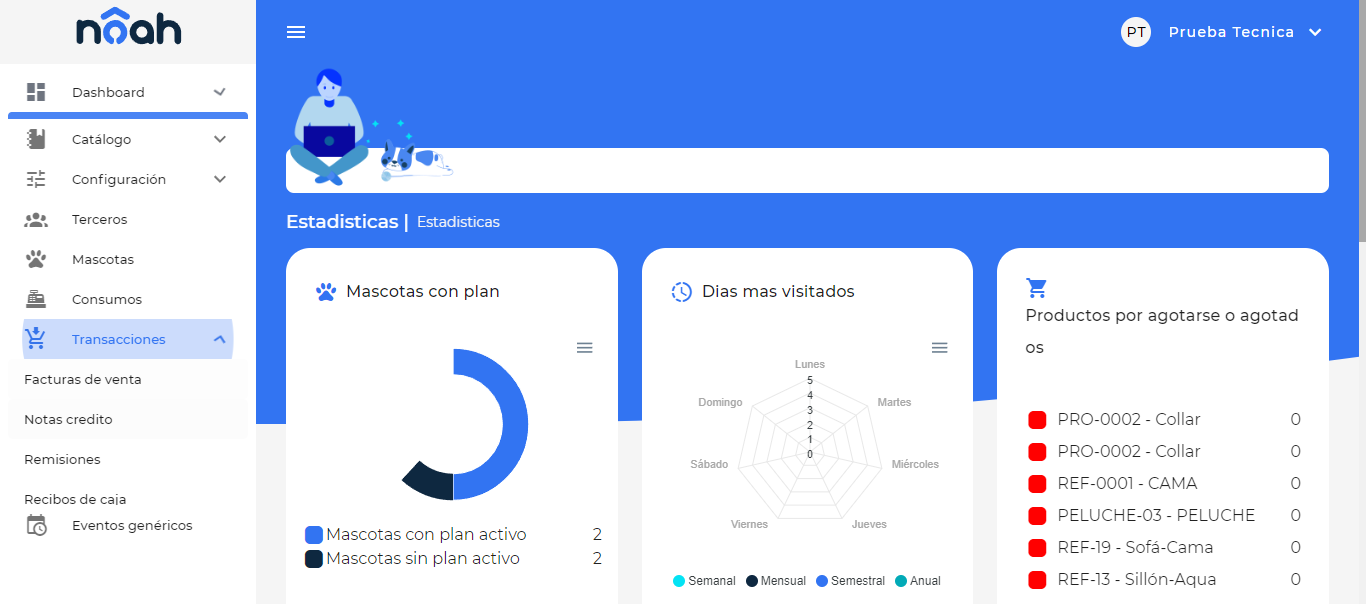 nôah
PT Prueba Tecnica
Dashboard
Catálogo
Configuración
Terceros
Mascotas
Consumos
Transacciones
Facturas de venta
Notas credito
Remisiones
Recibos de caja
Eventos genéricos
Estadisticas | Estadisticas
Mascotas con plan
Mascotas con plan activo 2
Mascotas sin plan activo 2
Dias mas visitados
Lunes
Martes
Miércoles
Jueves
Viernes
Sábado
Domingo
5
4
3
2
1
0
Semanal Mensual Semestral Anual
Productos por agotarse o agotad
os
PRO-0002 - Collar 0
PRO-0002 - Collar 0
REF-0001 - CAMA 0
PELUCHE-03 - PELUCHE 0
REF-19 - Sofá-Cama 0
REF-13 - Sillón-Aqua 0